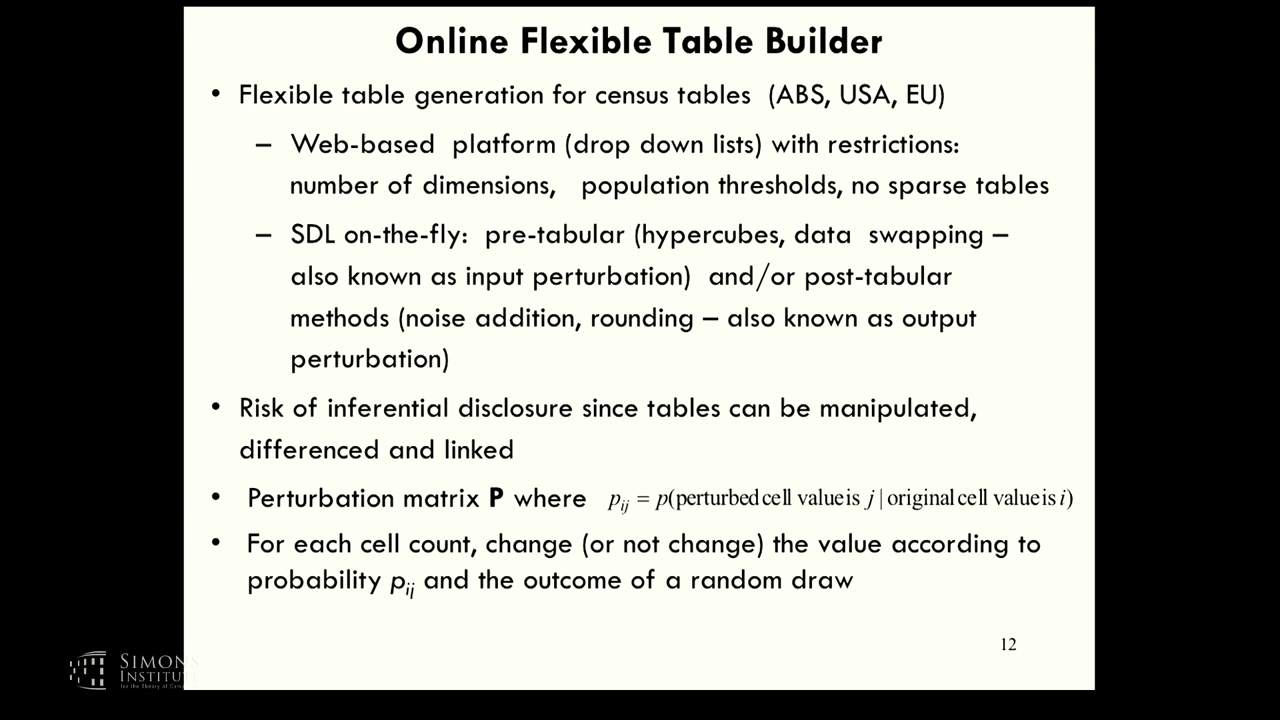 Online Flexible Table Builder
• Flexible table generation for census tables (ABS, USA, EU)
– Web-based platform (drop down lists) with restrictions:
number of dimensions, population thresholds, no sparse tables
– SDL on-the-fly: pre-tabular (hypercubes, data swapping –
also known as input perturbation) and/or post-tabular
methods (noise addition, rounding – also known as output
perturbation)
• Risk of inferential disclosure since tables can be manipulated,
differenced and linked
• Perturbation matrix P where p_ij = p(perturbed cell value is j | original cell value is i)
• For each cell count, change (or not change) the value according to
probability p_ij and the outcome of a random draw
12
SIMONS
INSTITUTE
for the Theory of